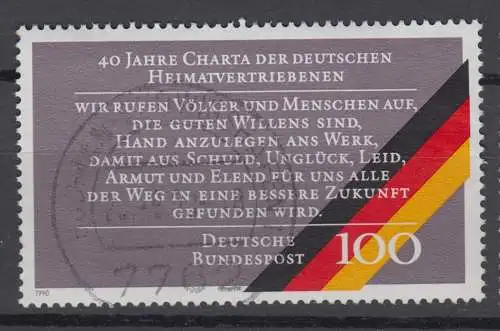 40 JAHRE CHARTA DER DEUTSCHEN
HEIMATVERTRIEBENEN
WIR RUFEN VÖLKER UND MENSCHEN AUF,
DIE GUTEN WILLENS SIND,
HAND ANZULEGEN ANS WERK,
DAMIT AUS SCHULD, UNGLÜCK, LEID,
ARMUT UND ELEND FÜR UNS ALLE
DER WEG IN EINE BESSERE ZUKUNFT
GEFUNDEN WIRD.
DEUTSCHE
BUNDESPOST
100
1990